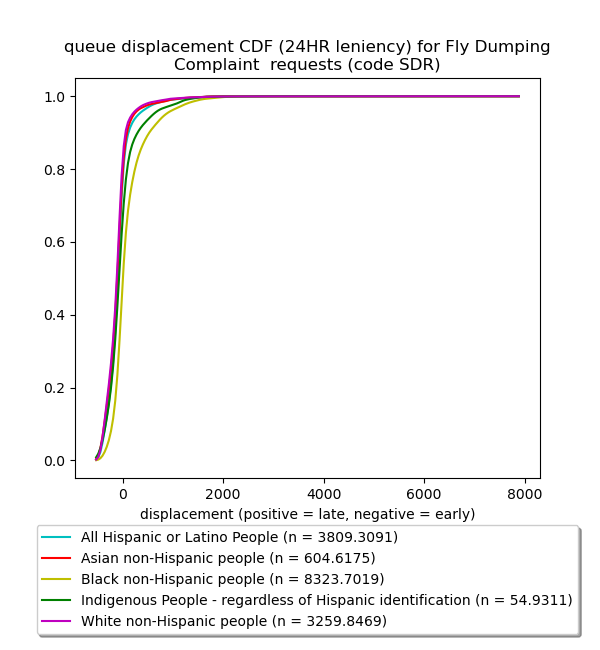 queue displacement CDF (24HR leniency) for Fly Dumping
Complaint  requests (code SDR)
1.0
0.8
0.6
0.4
0.2
0.0
0 2000 4000 6000 8000
displacement (positive = late, negative = early)
All Hispanic or Latino People (n = 3809.3091)
Asian non-Hispanic people (n = 604.6175)
Black non-Hispanic people (n = 8323.7019)
Indigenous People - regardless of Hispanic identification (n = 54.9311)
White non-Hispanic people (n = 3259.8469)